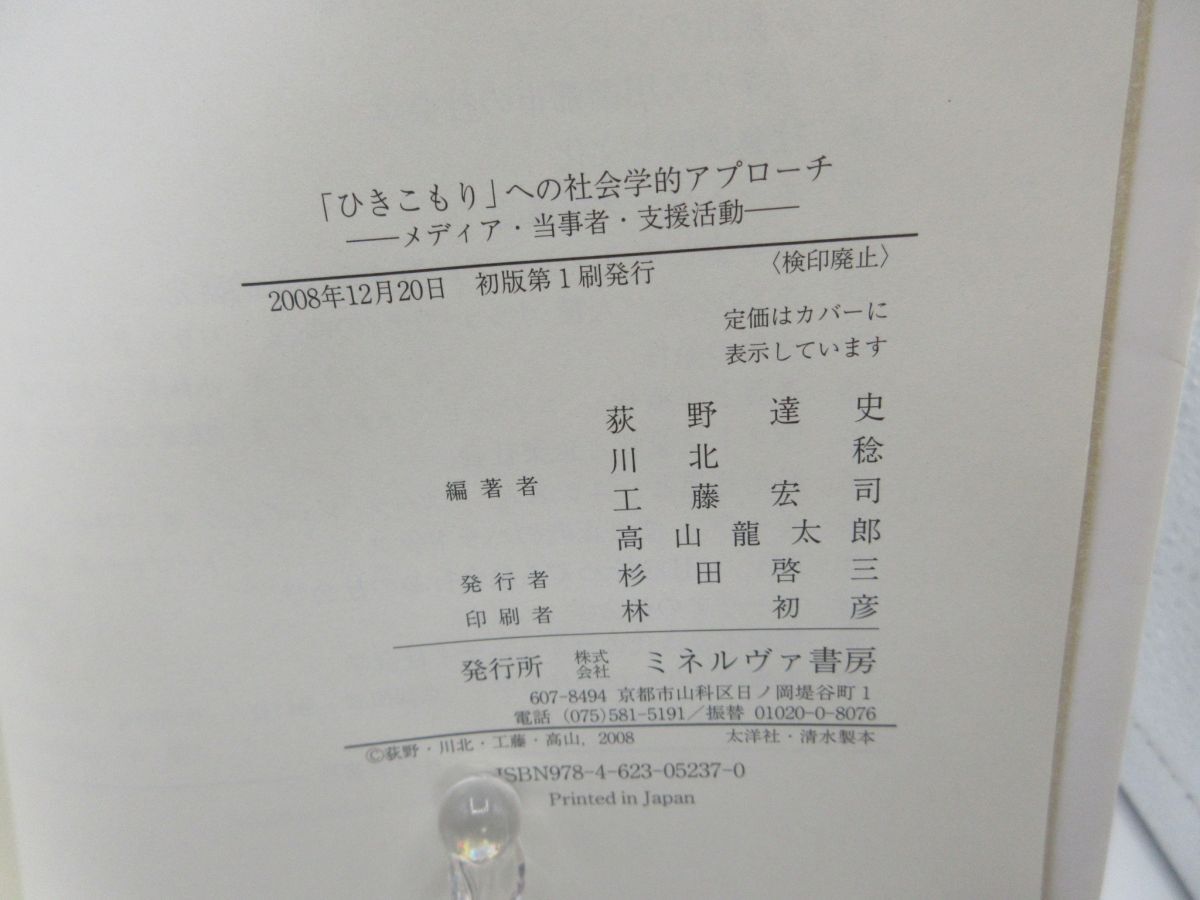 「ひきこもり」への社会学的アプローチ
──メディア・当事者・支援活動──
2008年12月20日　初版第1刷発行　〈検印廃止〉
定価はカバーに
表示しています
荻野達史
川北稔
編著者
工藤宏司
高山龍太郎
発行者　杉田啓三
印刷者　林初彦
発行所　株式会社　ミネルヴァ書房
607-8494 京都市山科区日ノ岡堤谷町1
電話 (075)581-5191／振替 01020-0-8076
©荻野・川北・工藤・高山, 2008　太洋社・清水製本
ISBN978-4-623-05237-0
Printed in Japan